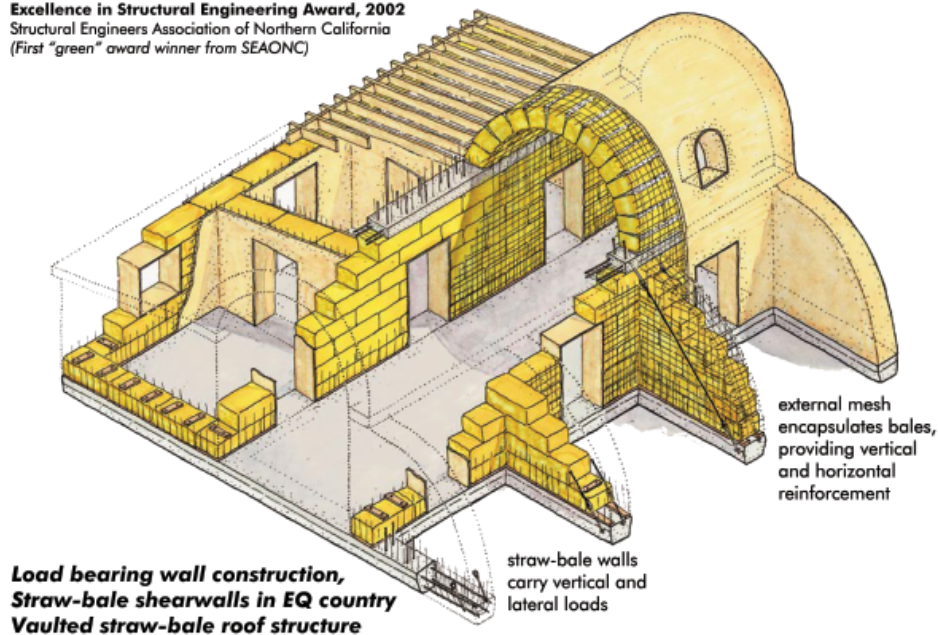 Excellence in Structural Engineering Award, 2002
Structural Engineers Association of Northern California
(First “green” award winner from SEAONC)
external mesh
encapsulates bales,
providing vertical
and horizontal
reinforcement
straw-bale walls
carry vertical and
lateral loads
Load bearing wall construction,
Straw-bale shearwalls in EQ country
Vaulted straw-bale roof structure